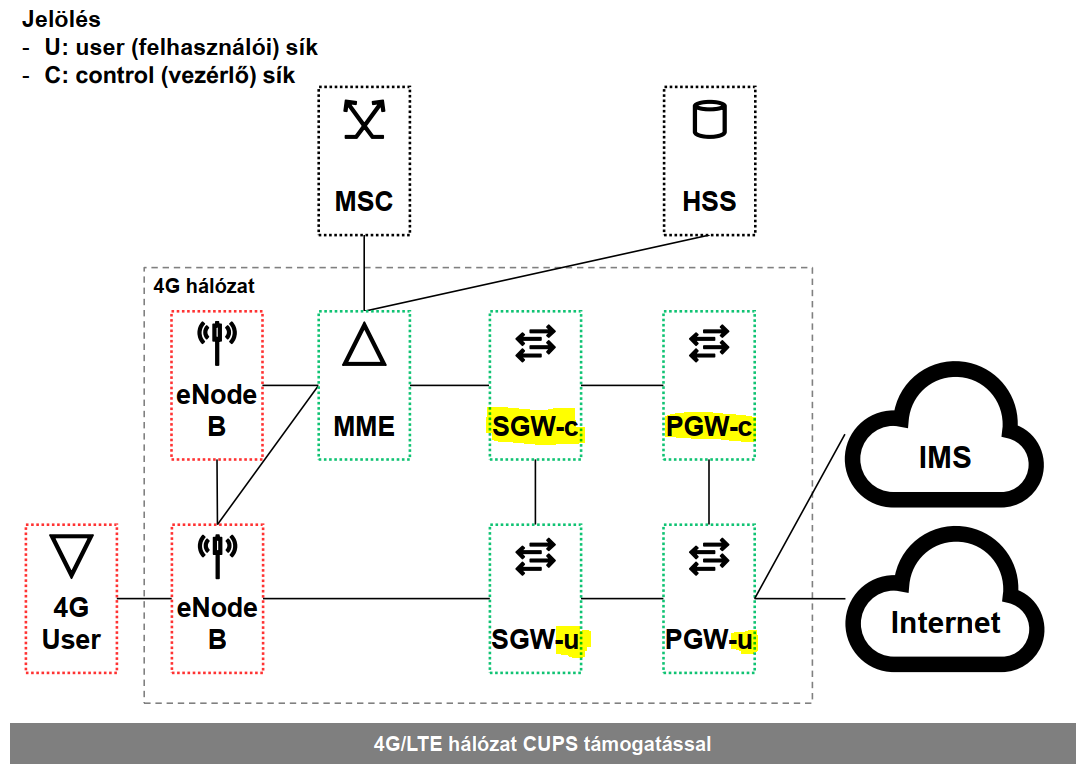 Jelölés
- U: user (felhasználói) sík
- C: control (vezérlő) sík
MSC
HSS
4G hálózat
eNode
B
MME
SGW-c
PGW-c
IMS
4G
User
eNode
B
SGW-u
PGW-u
Internet
4G/LTE hálózat CUPS támogatással